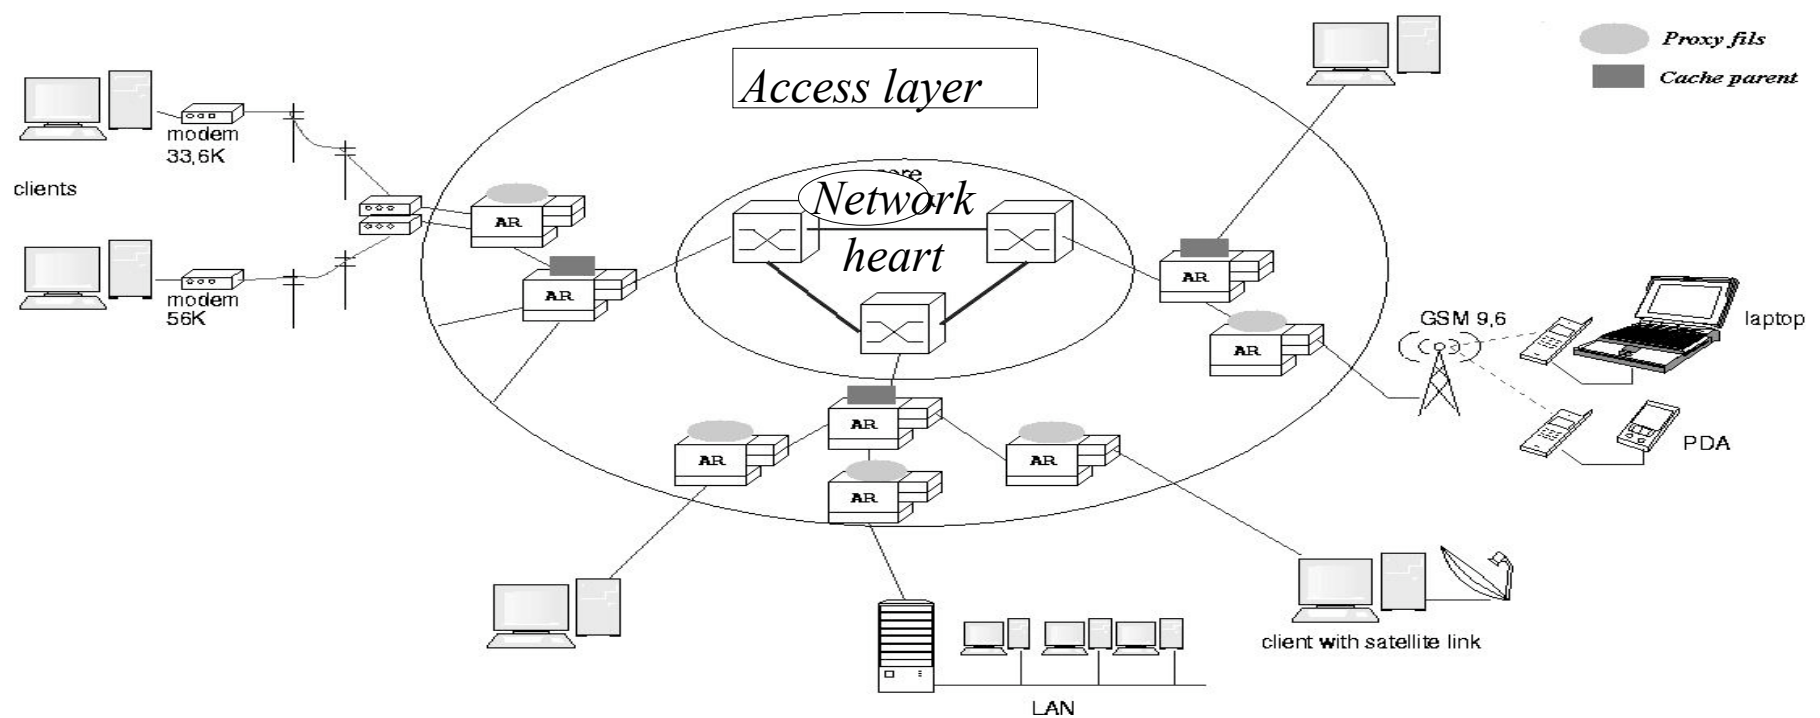 Access layer
Proxy fils
Cache parent
modem
33,6K
clients
AR
Network
heart
AR
AR
modem
56K
GSM 9,6
laptop
AR
AR
AR
AR
PDA
AR
client with satellite link
LAN